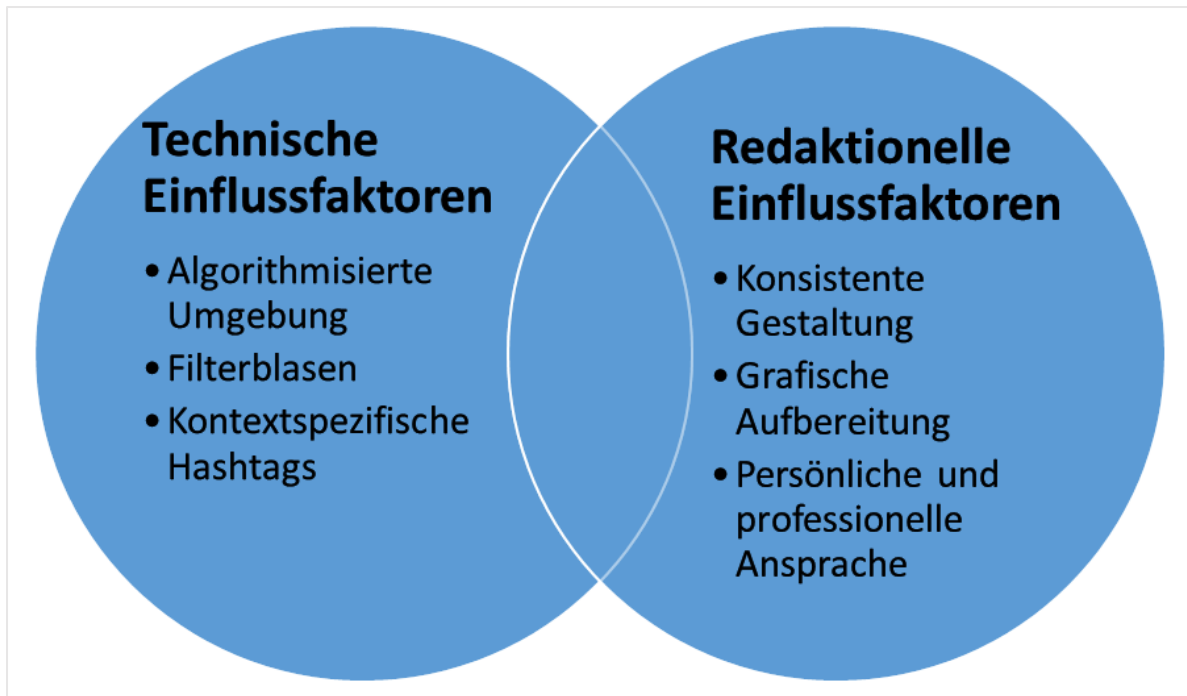 Technische
Einflussfaktoren
• Algorithmisierte
Umgebung
• Filterblasen
• Kontextspezifische
Hashtags
Redaktionelle
Einflussfaktoren
• Konsistente
Gestaltung
• Grafische
Aufbereitung
• Persönliche und
professionelle
Ansprache